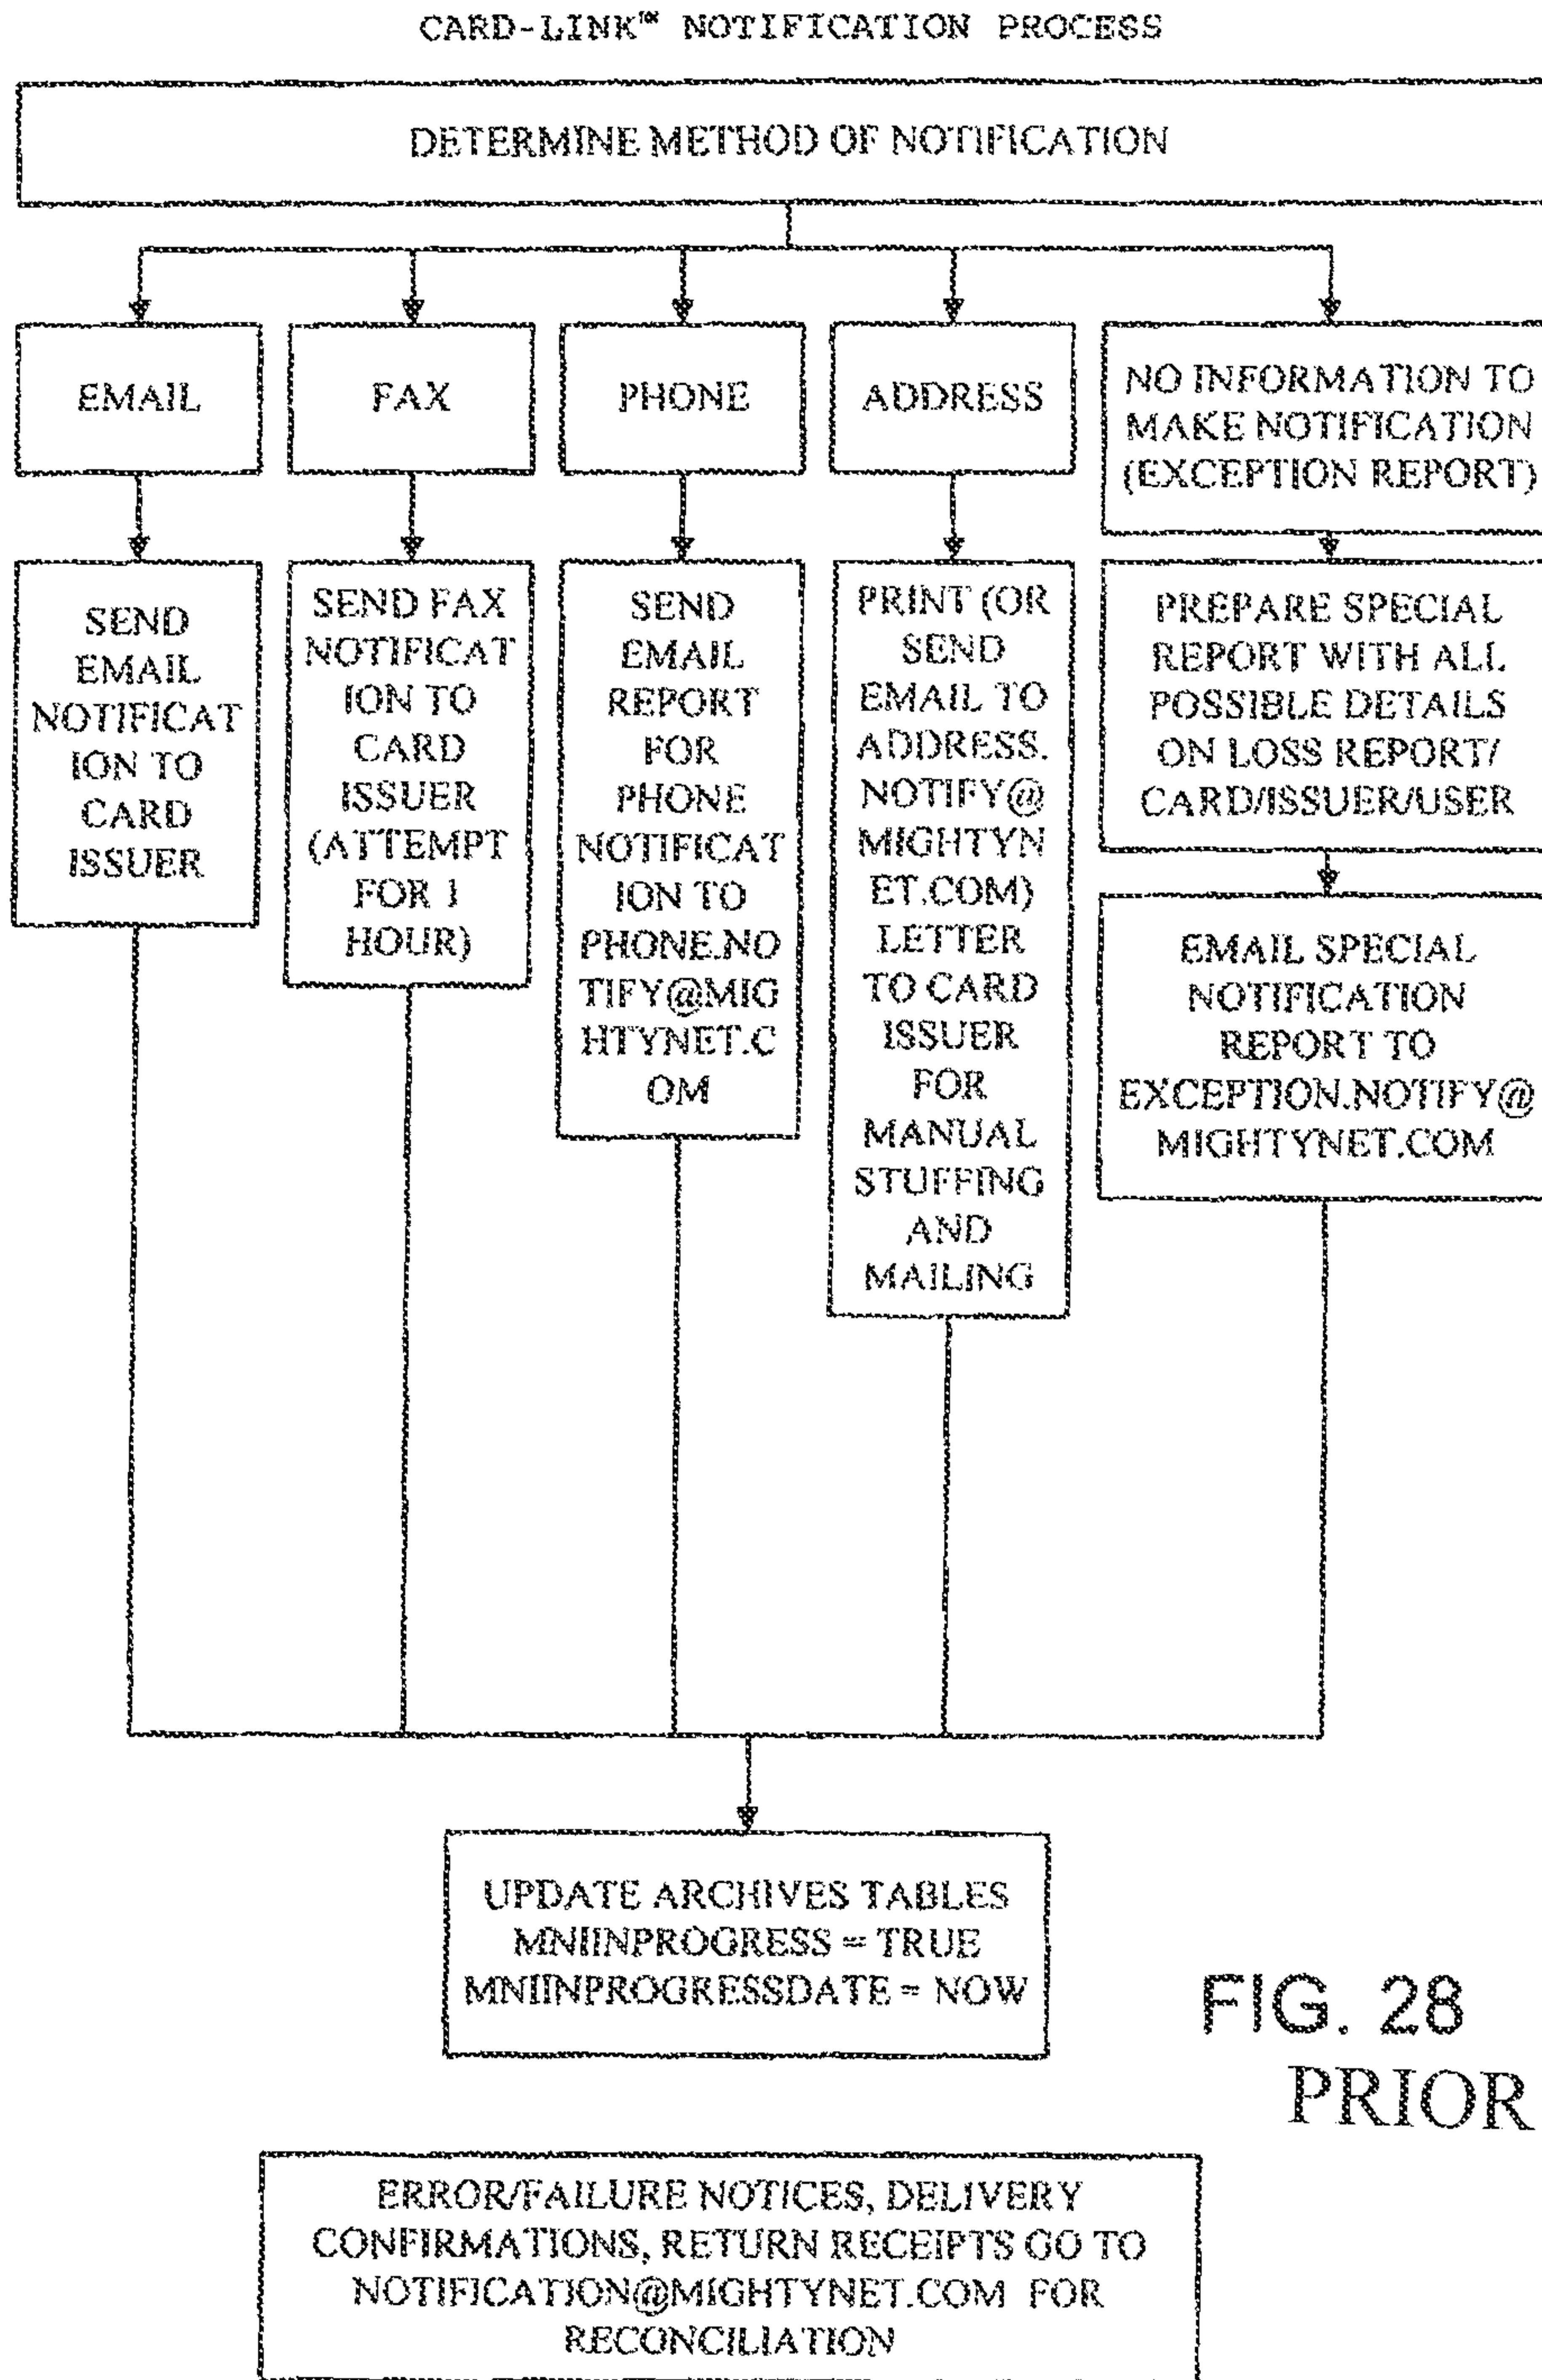 CARD-LINK™ NOTIFICATION PROCESS
DETERMINE METHOD OF NOTIFICATION
EMAIL
FAX
PHONE
ADDRESS
NO INFORMATION TO
MAKE NOTIFICATION
(EXCEPTION REPORT)
SEND
EMAIL
NOTIFICAT
ION TO
CARD
ISSUER
SEND FAX
NOTIFICAT
ION TO
CARD
ISSUER
(ATTEMPT
FOR 1
HOUR)
SEND
EMAIL
REPORT
FOR
PHONE
NOTIFICAT
ION TO
PHONE.NO
TIFY@MIG
HTYNET.C
OM
PRINT (OR
SEND
EMAIL TO
ADDRESS.
NOTIFY@
MIGHTYN
ET.COM)
LETTER
TO CARD
ISSUER
FOR
MANUAL
STUFFING
AND
MAILING
PREPARE SPECIAL
REPORT WITH ALL
POSSIBLE DETAILS
ON LOSS REPORT/
CARD/ISSUER/USER
EMAIL SPECIAL
NOTIFICATION
REPORT TO
EXCEPTION.NOTIFY@
MIGHTYNET.COM
UPDATE ARCHIVES TABLES
MNIINPROGRESS = TRUE
MNIINPROGRESSDATE = NOW
FIG. 28
PRIOR
ERROR/FAILURE NOTICES, DELIVERY
CONFIRMATIONS, RETURN RECEIPTS GO TO
NOTIFICATION@MIGHTYNET.COM FOR
RECONCILIATION